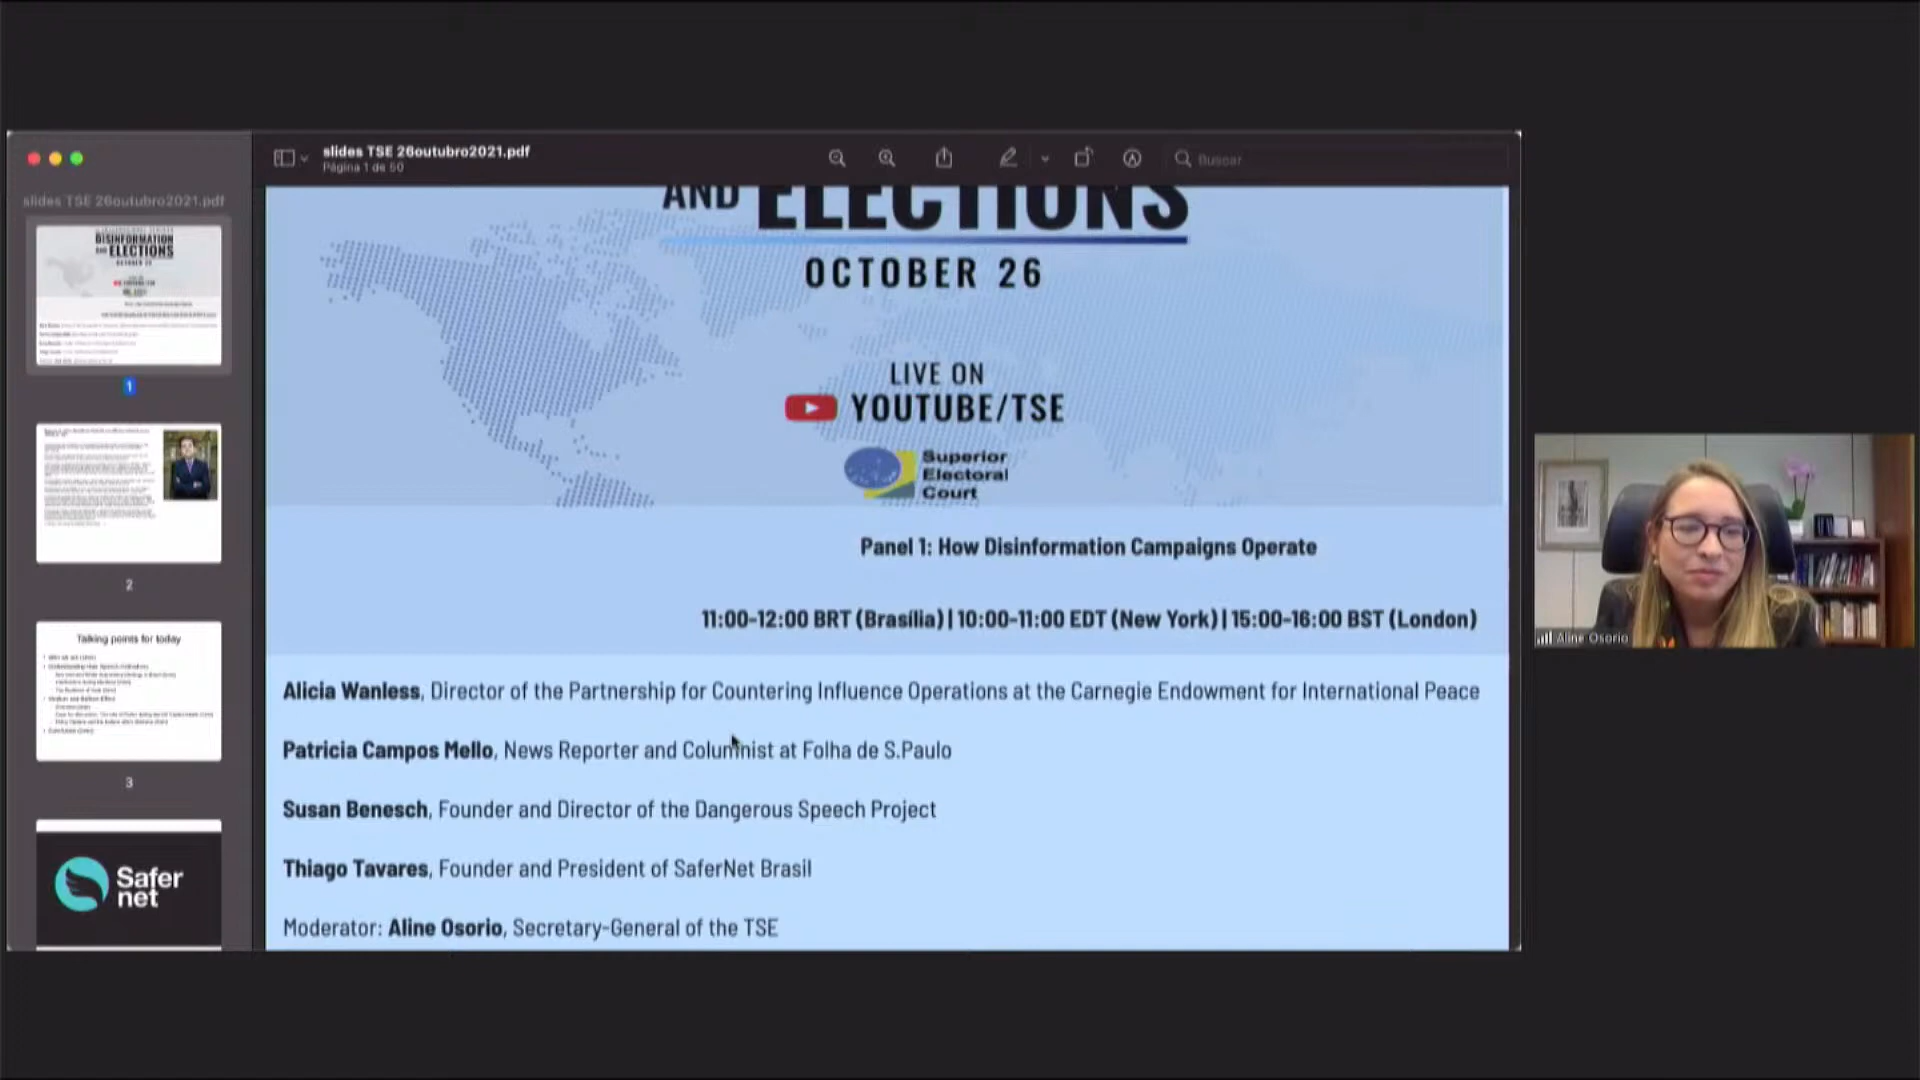 slides TSE 26outubro2021.pdf
Página 1 de 50
Buscar
slides TSE 26outubro2021.pdf
DISINFORMATION
AND ELECTIONS
OCTOBER 26
1
2
Talking points for today
3
Safer
net
AND ELECTIONS
OCTOBER 26
LIVE ON
YOUTUBE/TSE
Superior
Electoral
Court
Panel 1: How Disinformation Campaigns Operate
11:00-12:00 BRT (Brasília) | 10:00-11:00 EDT (New York) | 15:00-16:00 BST (London)
Alicia Wanless, Director of the Partnership for Countering Influence Operations at the Carnegie Endowment for International Peace
Patricia Campos Mello, News Reporter and Columnist at Folha de S.Paulo
Susan Benesch, Founder and Director of the Dangerous Speech Project
Thiago Tavares, Founder and President of SaferNet Brasil
Moderator: Aline Osorio, Secretary-General of the TSE
Aline Osorio